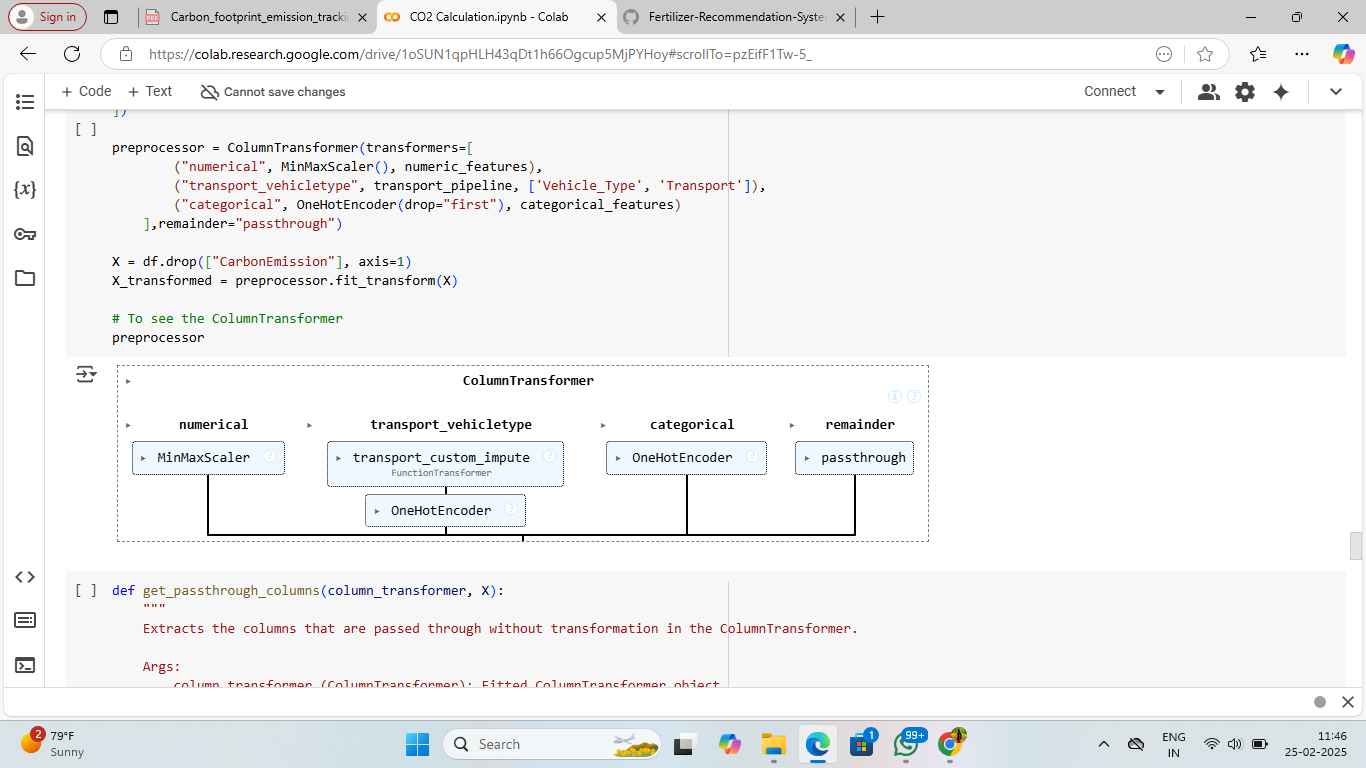 Sign in
Carbon_footprint_emission_tracki
CO2 Calculation.ipynb - Colab
Fertilizer-Recommendation-Syste
https://colab.research.google.com/drive/1oSUN1qpHLH43qDt1h66Ogcup5MjPYHoy#scrollTo=pzEifF1Tw-5_
+ Code + Text Cannot save changes Connect
])
[ ]
preprocessor = ColumnTransformer(transformers=[
("numerical", MinMaxScaler(), numeric_features),
("transport_vehicletype", transport_pipeline, ['Vehicle_Type', 'Transport']),
("categorical", OneHotEncoder(drop="first"), categorical_features)
],remainder="passthrough")
X = df.drop(["CarbonEmission"], axis=1)
X_transformed = preprocessor.fit_transform(X)
# To see the ColumnTransformer
preprocessor
ColumnTransformer
i ?
numerical transport_vehicletype categorical remainder
MinMaxScaler ? transport_custom_impute ? OneHotEncoder ? passthrough
FunctionTransformer
OneHotEncoder ?
[ ] def get_passthrough_columns(column_transformer, X):
"""
Extracts the columns that are passed through without transformation in the ColumnTransformer.
Args:
column_transformer (ColumnTransformer): Fitted ColumnTransformer object
2
79°F
Sunny
Search
1
99+
ENG
IN
11:46
25-02-2025